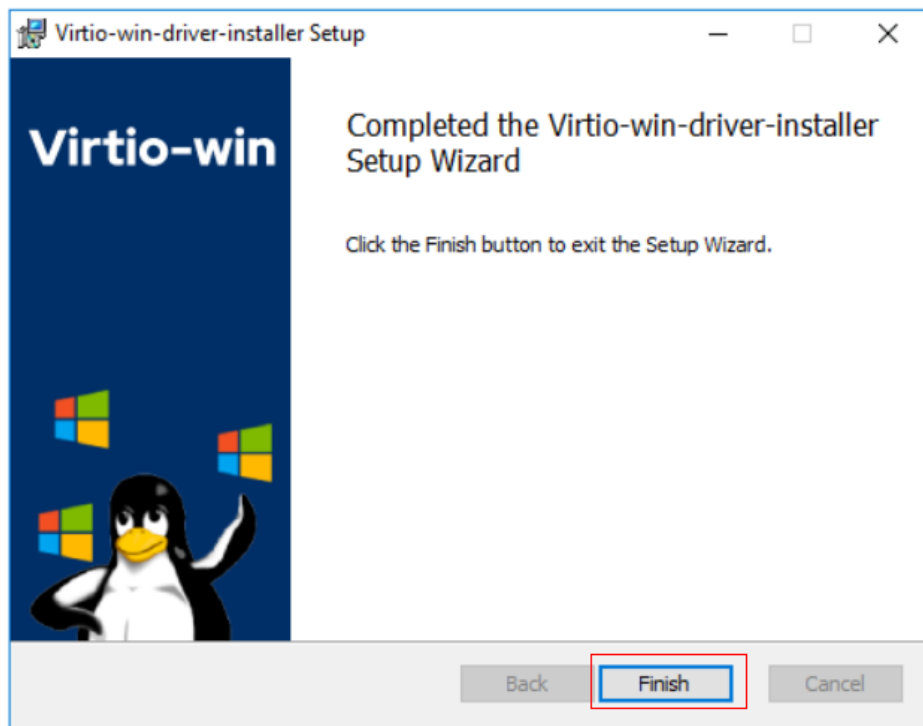 Virtio-win-driver-installer Setup
Virtio-win
Completed the Virtio-win-driver-installer
Setup Wizard
Click the Finish button to exit the Setup Wizard.
Back
Finish
Cancel